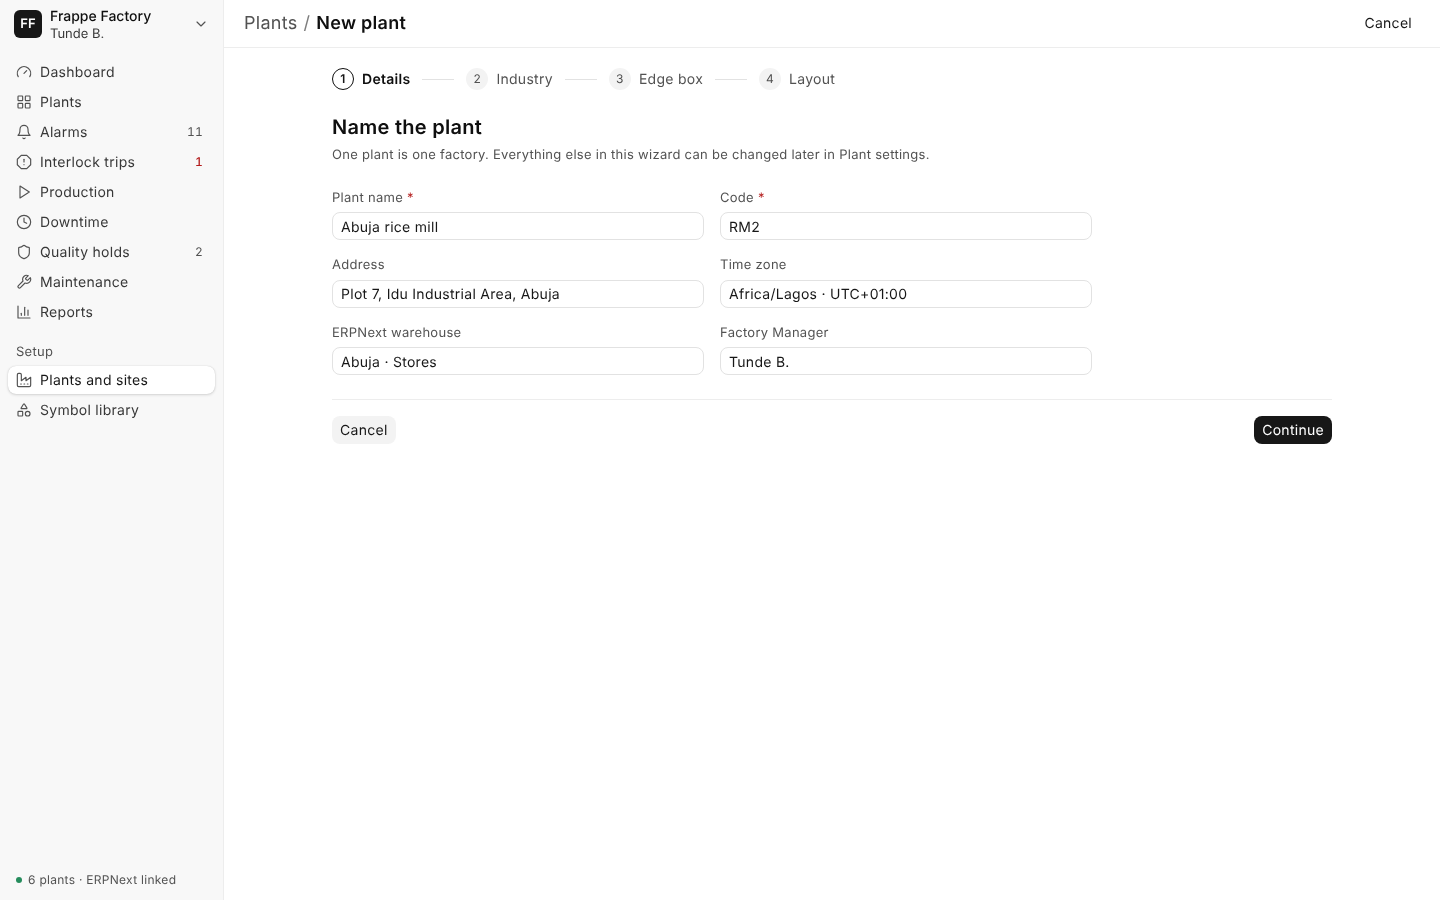 FF
Frappe Factory
Tunde B.
Dashboard
Plants
Alarms 11
Interlock trips 1
Production
Downtime
Quality holds 2
Maintenance
Reports
Setup
Plants and sites
Symbol library
6 plants · ERPNext linked
Plants / New plant
Cancel
1 Details 2 Industry 3 Edge box 4 Layout
Name the plant
One plant is one factory. Everything else in this wizard can be changed later in Plant settings.
Plant name * Code *
Abuja rice mill RM2
Address Time zone
Plot 7, Idu Industrial Area, Abuja Africa/Lagos · UTC+01:00
ERPNext warehouse Factory Manager
Abuja · Stores Tunde B.
Cancel Continue